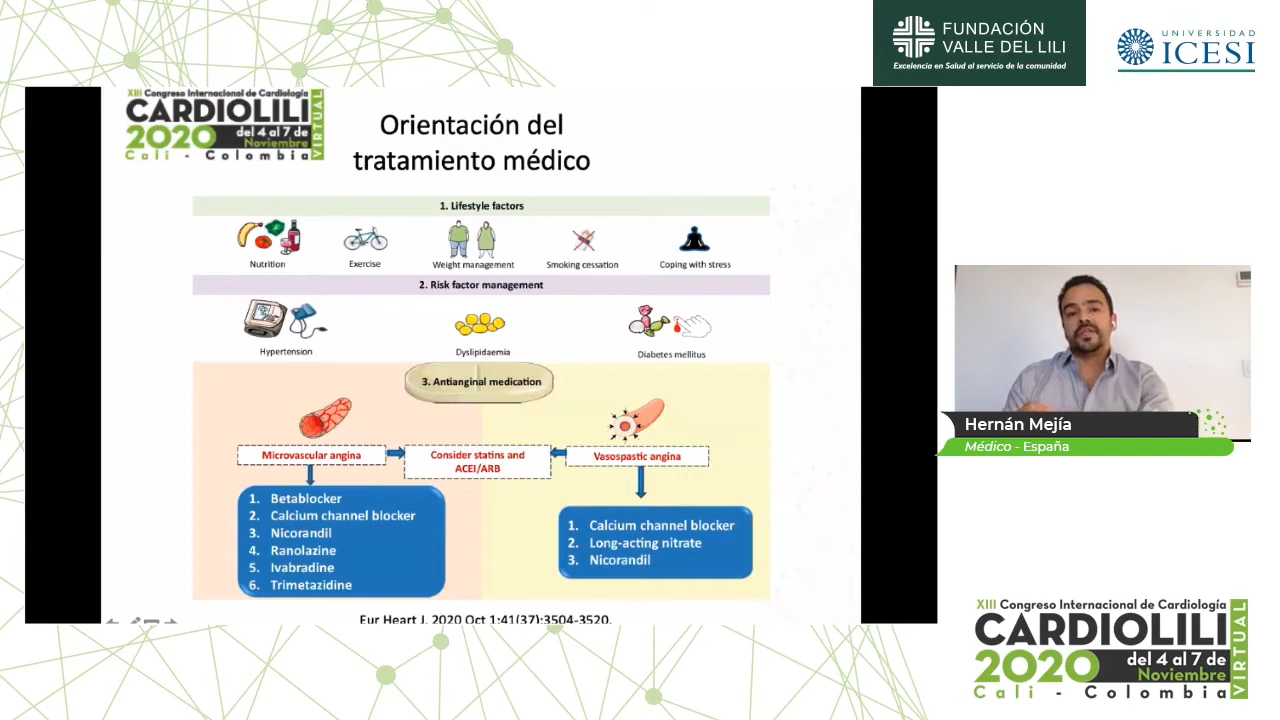 FUNDACIÓN
VALLE DEL LILI
Excelencia en Salud al servicio de la comunidad
UNIVERSIDAD
ICESI
XIII Congreso Internacional de Cardiología
CARDIOLILI
2020 del 4 al 7 de
Noviembre
Cali - Colombia
VIRTUAL
Orientación del
tratamiento médico
1. Lifestyle factors
Nutrition Exercise Weight management Smoking cessation Coping with stress
2. Risk factor management
Hypertension Dyslipidaemia Diabetes mellitus
3. Antianginal medication
Microvascular angina
Consider statins and
ACEI/ARB
Vasospastic angina
1. Betablocker
2. Calcium channel blocker
3. Nicorandil
4. Ranolazine
5. Ivabradine
6. Trimetazidine
1. Calcium channel blocker
2. Long-acting nitrate
3. Nicorandil
Eur Heart J. 2020 Oct 1;41(37):3504-3520.
Hernán Mejía
Médico - España
XIII Congreso Internacional de Cardiología
CARDIOLILI
2020 del 4 al 7 de
Noviembre
Cali - Colombia
VIRTUAL